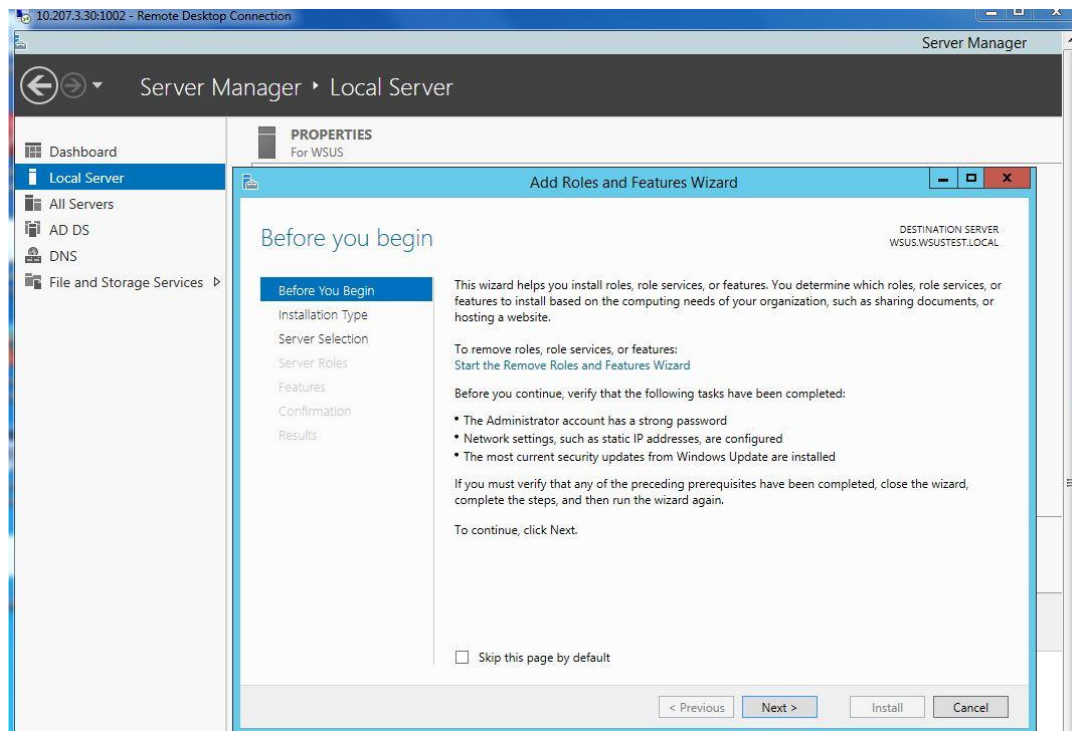 10.207.3.30:1002 - Remote Desktop Connection
Server Manager
Server Manager ‣ Local Server
Dashboard
Local Server
All Servers
AD DS
DNS
File and Storage Services
PROPERTIES
For WSUS
Add Roles and Features Wizard
Before you begin
DESTINATION SERVER
WSUS.WSUSTEST.LOCAL
Before You Begin
Installation Type
Server Selection
Server Roles
Features
Confirmation
Results
This wizard helps you install roles, role services, or features. You determine which roles, role services, or
features to install based on the computing needs of your organization, such as sharing documents, or
hosting a website.
To remove roles, role services, or features:
Start the Remove Roles and Features Wizard
Before you continue, verify that the following tasks have been completed:
• The Administrator account has a strong password
• Network settings, such as static IP addresses, are configured
• The most current security updates from Windows Update are installed
If you must verify that any of the preceding prerequisites have been completed, close the wizard,
complete the steps, and then run the wizard again.
To continue, click Next.
Skip this page by default
< Previous
Next >
Install
Cancel